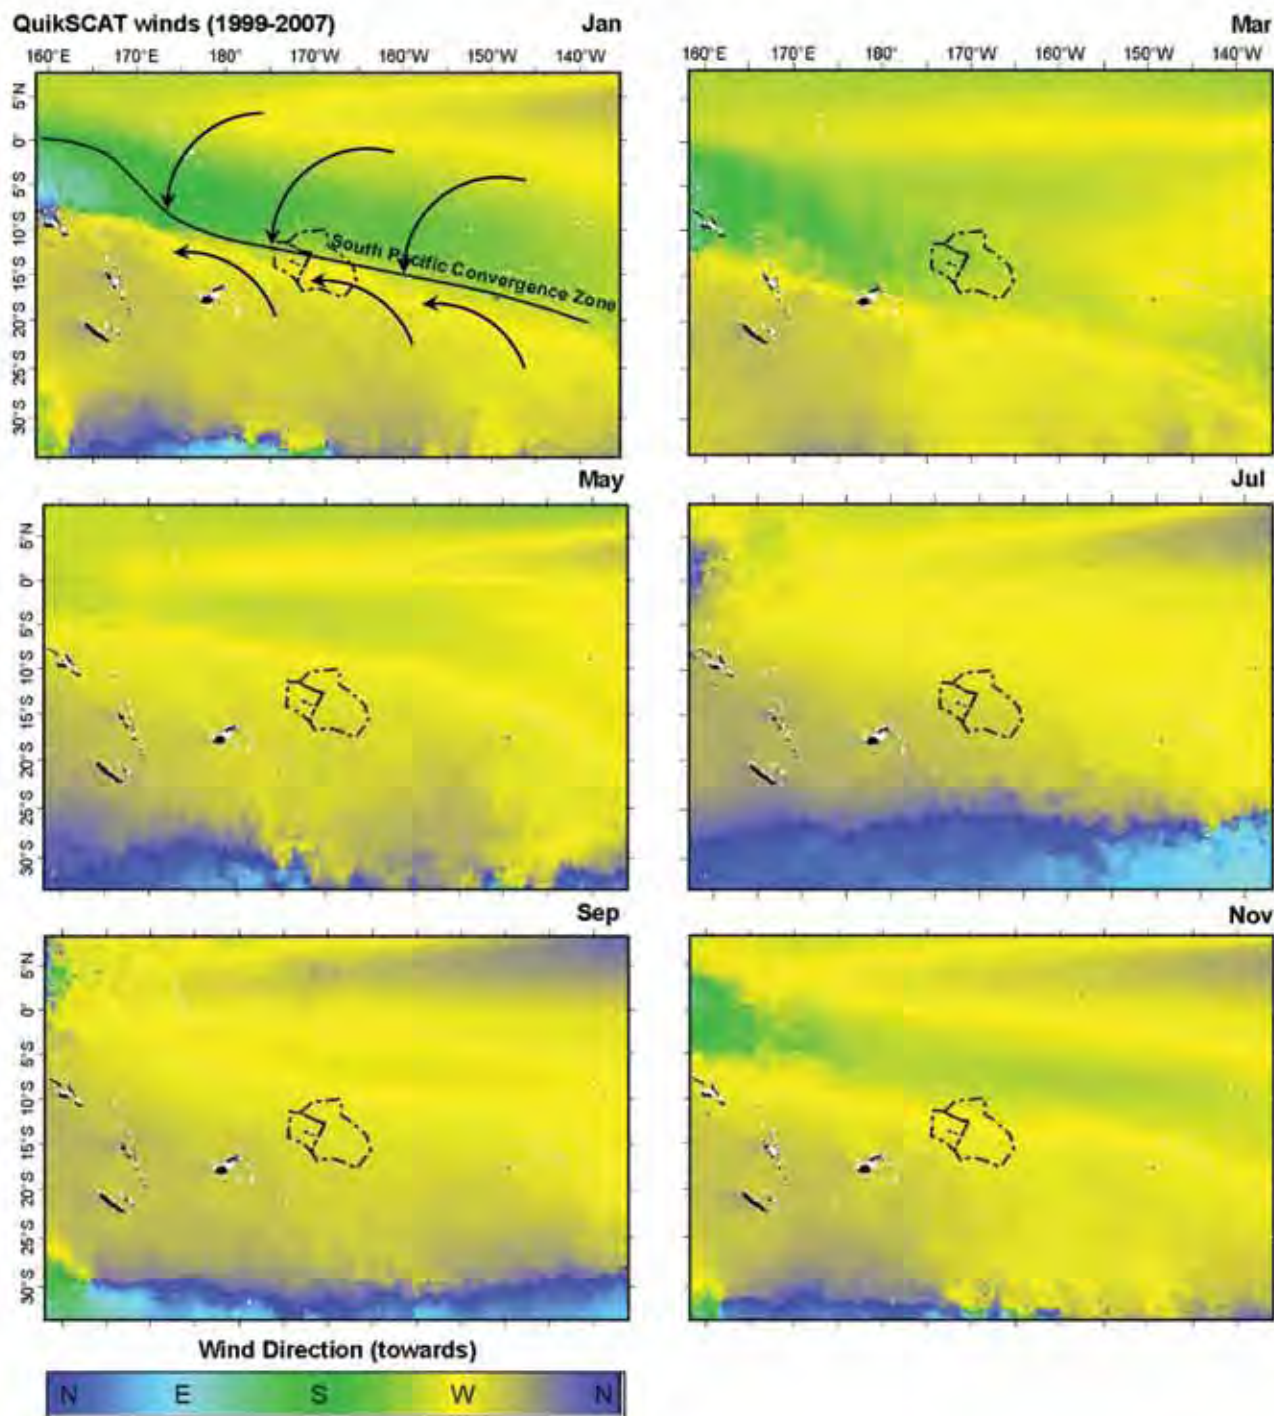 QuikSCAT winds (1999-2007) Jan Mar
160°E 170°E 180° 170°W 160°W 150°W 140°W 160°E 170°E 180° 170°W 160°W 150°W 140°W
5°N
0°
5°S
10°S
15°S
20°S
25°S
30°S
South Pacific Convergence Zone
May Jul
5°N
0°
5°S
10°S
15°S
20°S
25°S
30°S
Sep Nov
5°N
0°
5°S
10°S
15°S
20°S
25°S
30°S
Wind Direction (towards)
N E S W N